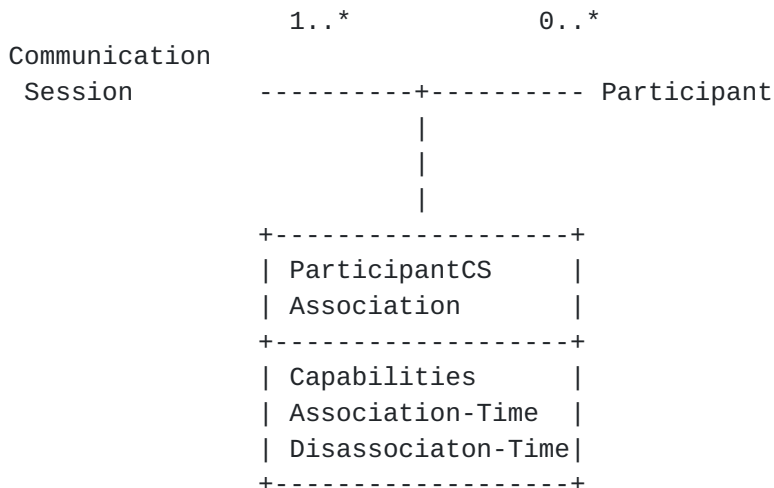 1..* 0..*
Communication
Session ----------+---------- Participant
|
|
|
+-------------------+
| ParticipantCS |
| Association |
+-------------------+
| Capabilities |
| Association-Time |
| Disassociaton-Time|
+-------------------+